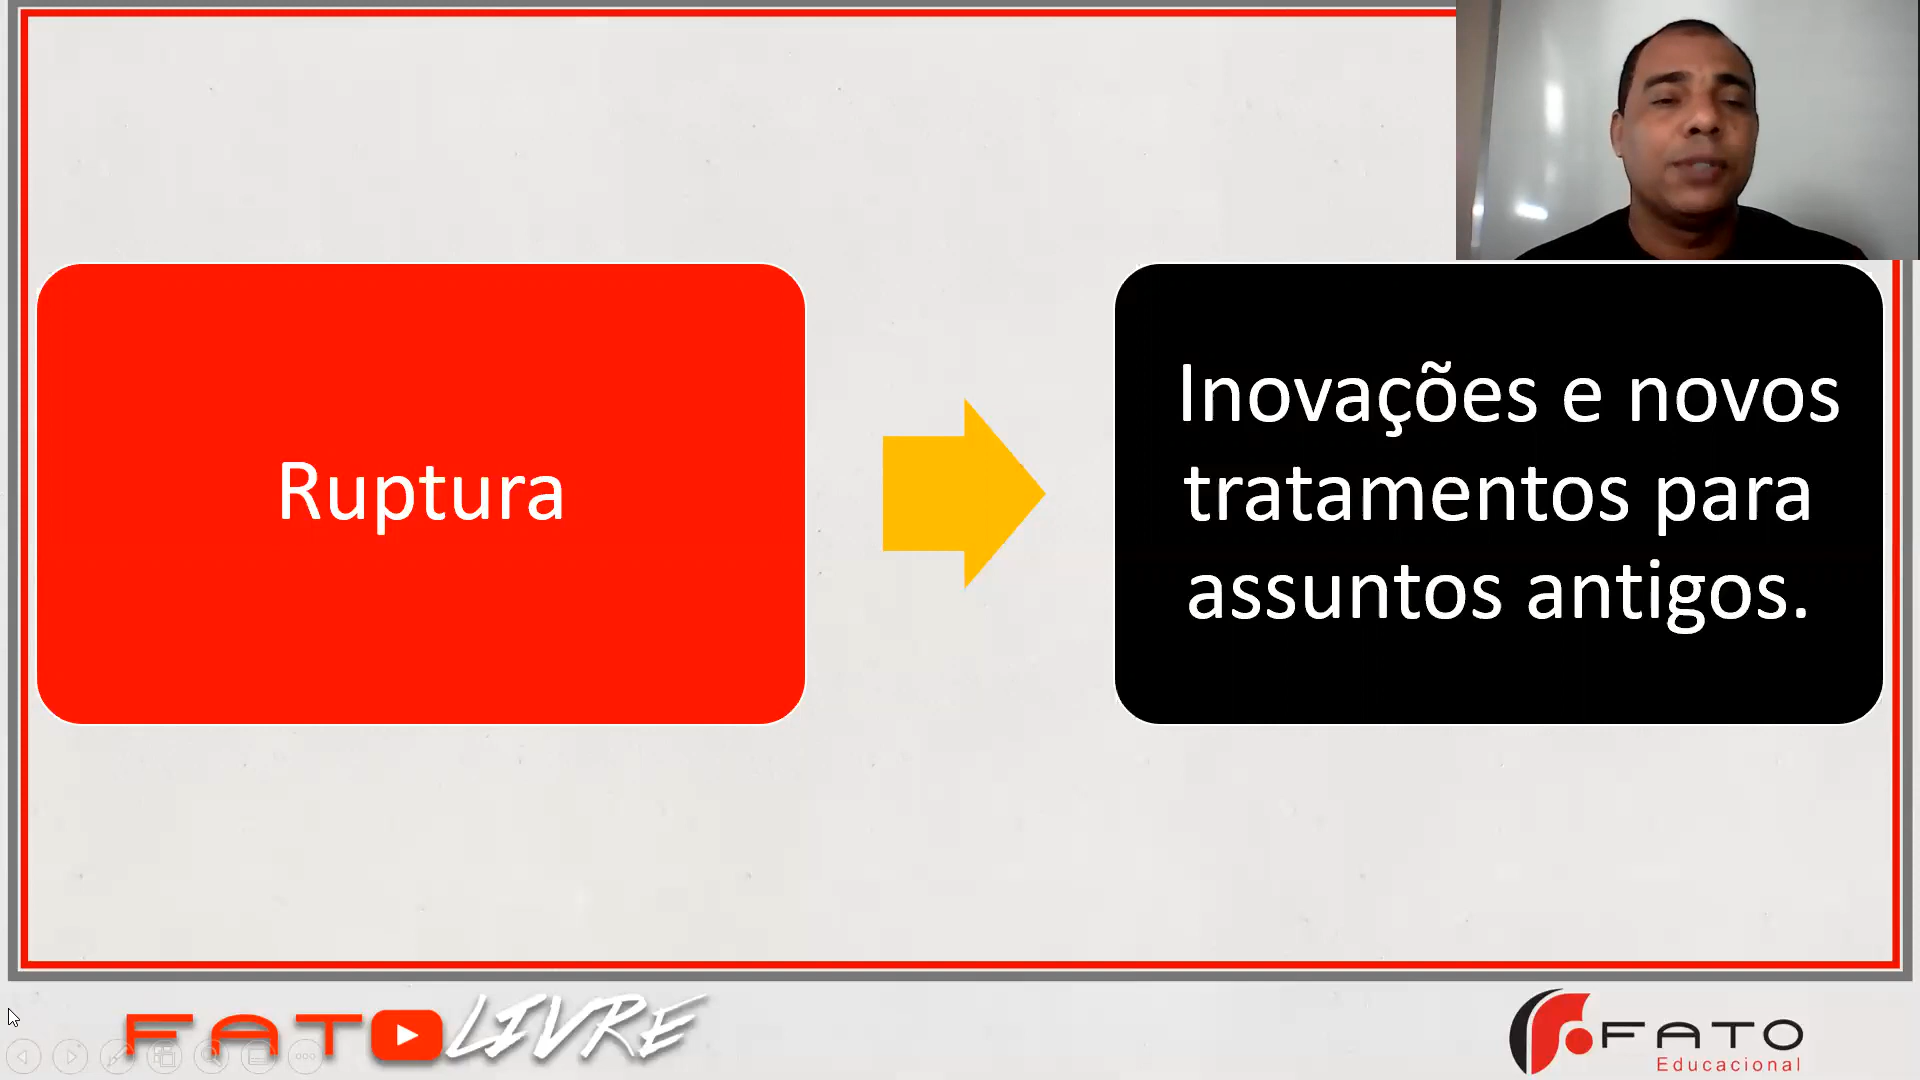 Ruptura
Inovações e novos
tratamentos para
assuntos antigos.
FATO LIVRE
FATO
Educacional